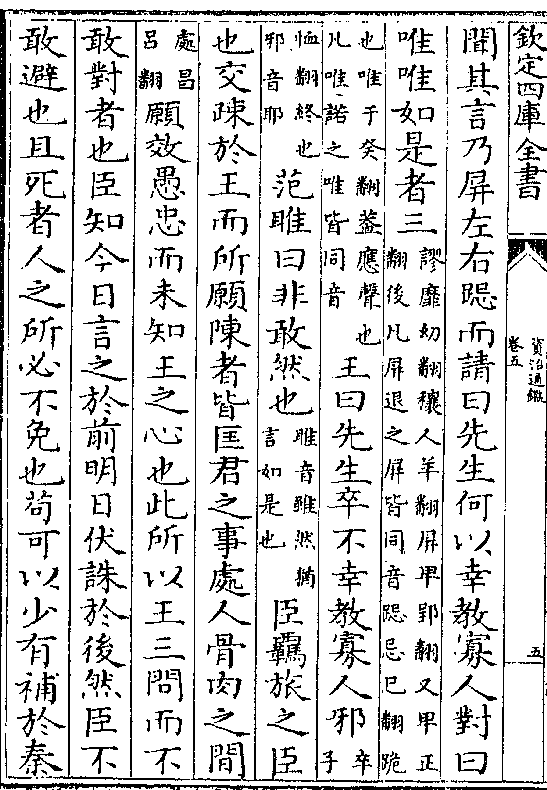 欽定四庫全書
資治通鑑
卷五
五
聞其言乃屏左右跽而請曰先生何以幸教寡人對曰
唯唯如是者三
謬靡幼翻穰人羊翻屏甲郢翻又甲正
翻後凡屏退之屏皆同音跽忌巳翻跪
也唯于癸翻葢應聲也
凡唯諾之唯皆同音
王曰先生卒不幸教寡人邪
卒
子
恤翻終也
邪音耶
范雎曰非敢然也
雎音雖然猶
言如是也
臣羈旅之臣
也交疎於王而所願陳者皆匡君之事處人骨肉之間
處昌
呂翻
願效愚忠而未知王之心也此所以王三問而不
敢對者也臣知今日言之於前明日伏誅於後然臣不
敢避也且死者人之所必不免也苟可以少有補於秦